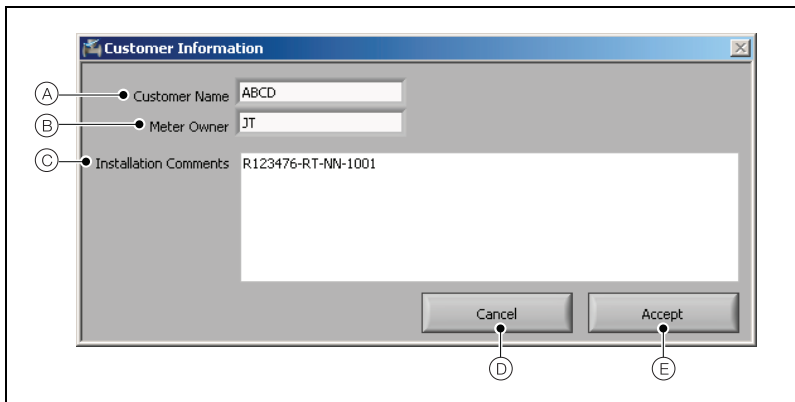 Customer Information
A Customer Name ABCD
B Meter Owner JT
C Installation Comments R123476-RT-NN-1001
Cancel Accept
D E